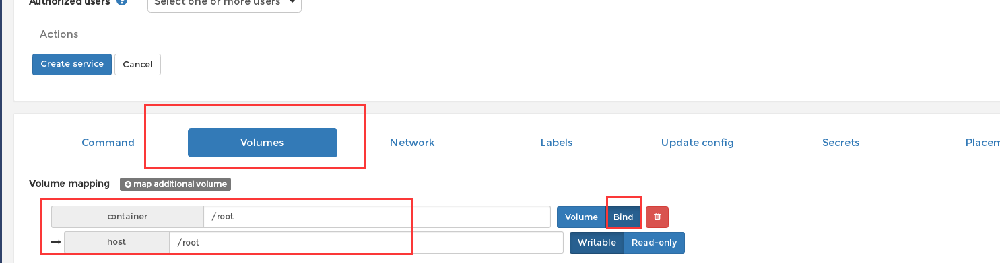 Authorized users ?
Select one or more users
Actions
Create service Cancel
Command Volumes Network Labels Update config Secrets Placem
Volume mapping map additional volume
container /root Volume Bind
host /root Writable Read-only